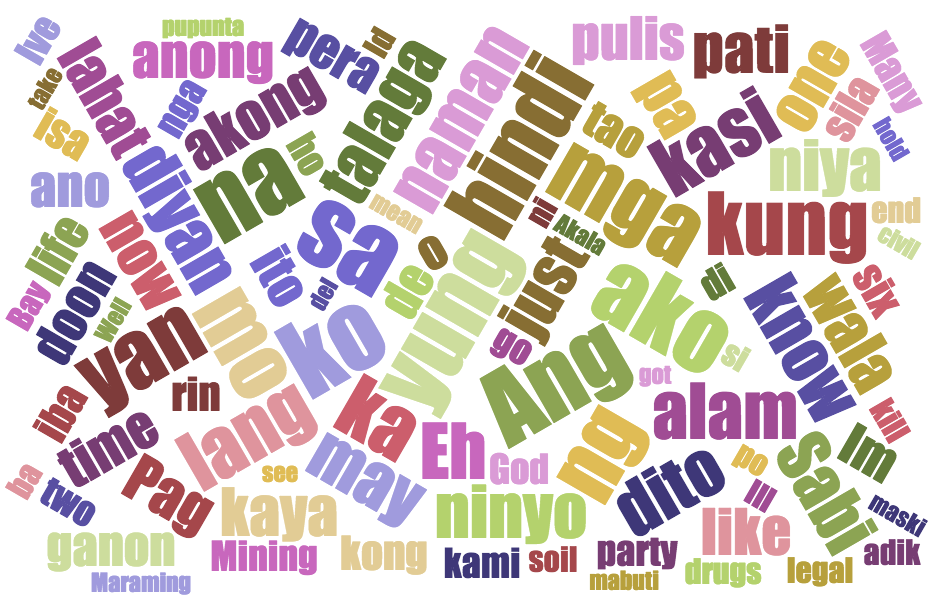 Ive
pupunta
anong
pera
Id
pulis
pati
one
Many
take
isa
lahat
nga
akong
ho
talaga
naman
hindi
tao
pa
kasi
sila
hold
ano
diyan
na
mean
mga
niya
life
now
ito
sa
o
ni
Akala
kung
end
civil
Bay
doon
Well
del
de
yung
just
di
six
yan
mo
ko
go
ako
si
know
wala
iba
rin
lang
ka
Ang
got
alam
kill
ba
time
two
Pag
see
may
Eh
God
ng
dito
po
Ill
sabi
Im
kaya
ninyo
like
maski
ganon
Mining
kong
kami
soil
party
drugs
legal
adik
Maraming
mabuti